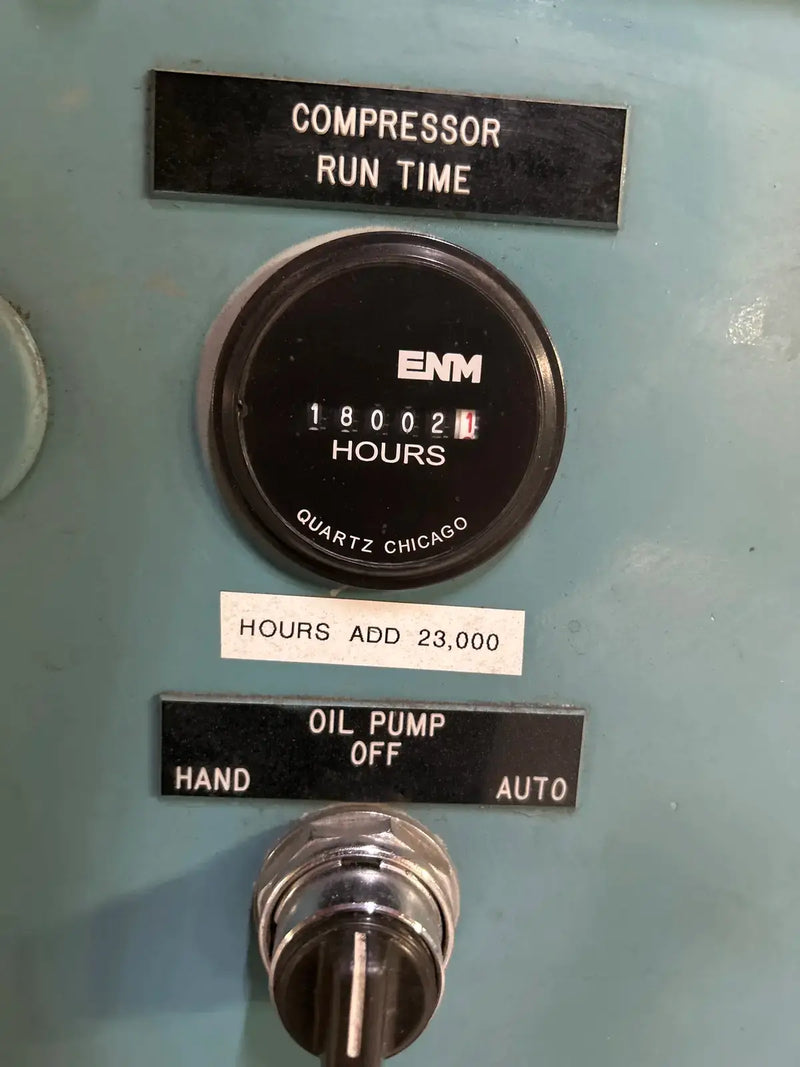 COMPRESSOR
RUN TIME
ENM
180021
HOURS
QUARTZ CHICAGO
HOURS ADD 23,000
OIL PUMP
OFF
HAND AUTO